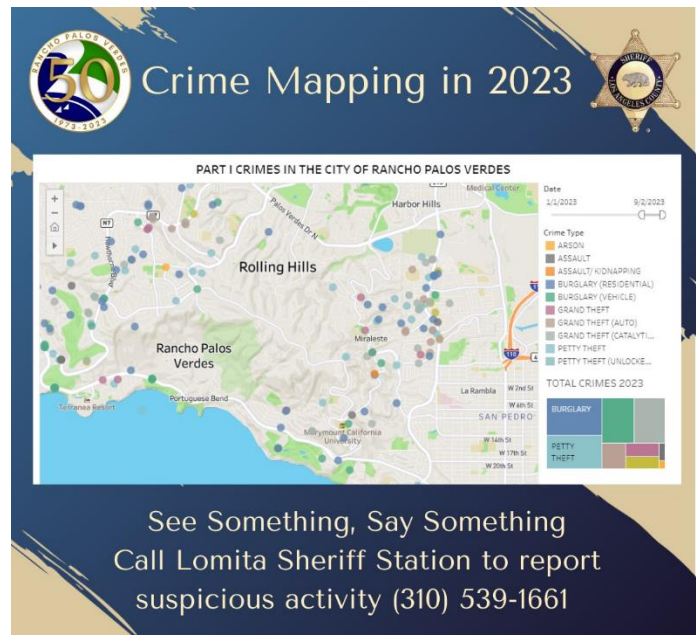 RANCHO PALOS VERDES
50
1973-2023
Crime Mapping in 2023
SHERIFF
LOS ANGELES COUNTY
PART I CRIMES IN THE CITY OF RANCHO PALOS VERDES
Medical Center
Harbor Hills
Palos Verdes Dr N
N7
Hawthorne Blvd
Rolling Hills
Miraleste
Rancho Palos
Verdes
110
La Rambla
W 2nd St
W 6th St
SAN PEDRO
Terranea Resort
Portuguese Bend
Marymount California
University
W 14th St
W 17th St
W 20th St
Date
1/1/2023
9/2/2023
Crime Type
ARSON
ASSAULT
ASSAULT/ KIDNAPPING
BURGLARY (RESIDENTIAL)
BURGLARY (VEHICLE)
GRAND THEFT
GRAND THEFT (AUTO)
GRAND THEFT (CATALYTI...
PETTY THEFT
PETTY THEFT (UNLOCKE...
TOTAL CRIMES 2023
BURGLARY
PETTY
THEFT
See Something, Say Something
Call Lomita Sheriff Station to report
suspicious activity (310) 539-1661